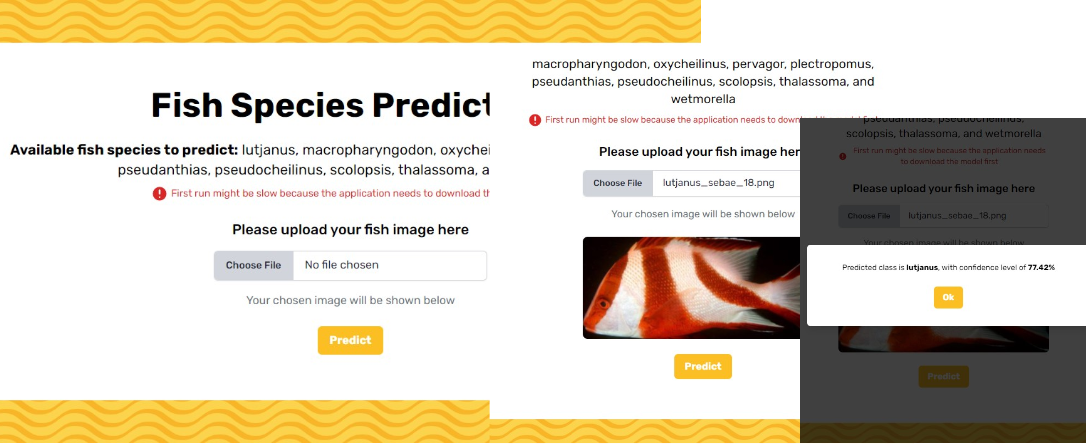 Fish Species Predict
Available fish species to predict: lutjanus, macropharyngodon, oxychei
pseudanthias, pseudocheilinus, scolopsis, thalassoma, a
First run might be slow because the application needs to download th
Please upload your fish image here
Choose File No file chosen
Your chosen image will be shown below
Predict
macropharyngodon, oxycheilinus, pervagor, plectropomus,
pseudanthias, pseudocheilinus, scolopsis, thalassoma, and
wetmorella
First run might be slow because the application needs to downl
Please upload your fish image her
Choose File lutjanus_sebae_18.png
Your chosen image will be shown below
Predict
pseudanthias, pseudocheilinus,
scolopsis, thalassoma, and wetmorella
First run might be slow because the application needs
to download the model first
Please upload your fish image here
Choose File lutjanus_sebae_18.png
Your chosen image will be shown below
Predicted class is lutjanus, with confidence level of 77.42%
Ok
Predict